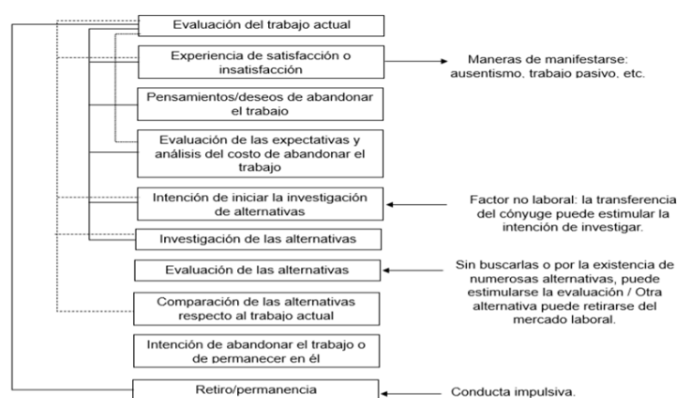 Evaluación del trabajo actual
Experiencia de satisfacción o
insatisfacción
Maneras de manifestarse:
ausentismo, trabajo pasivo, etc.
Pensamientos/deseos de abandonar
el trabajo
Evaluación de las expectativas y
análisis del costo de abandonar el
trabajo
Intención de iniciar la investigación
de alternativas
Factor no laboral: la transferencia
del cónyuge puede estimular la
intención de investigar.
Investigación de las alternativas
Evaluación de las alternativas
Sin buscarlas o por la existencia de
numerosas alternativas, puede
estimularse la evaluación / Otra
alternativa puede retirarse del
mercado laboral.
Comparación de las alternativas
respecto al trabajo actual
Intención de abandonar el trabajo o
de permanecer en él
Retiro/permanencia
Conducta impulsiva.